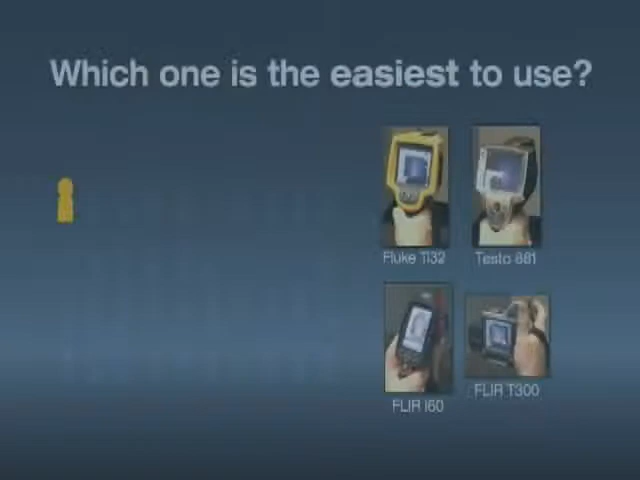 Which one is the easiest to use?
Fluke Ti32
Testo 881
FLIR i60
FLIR T300